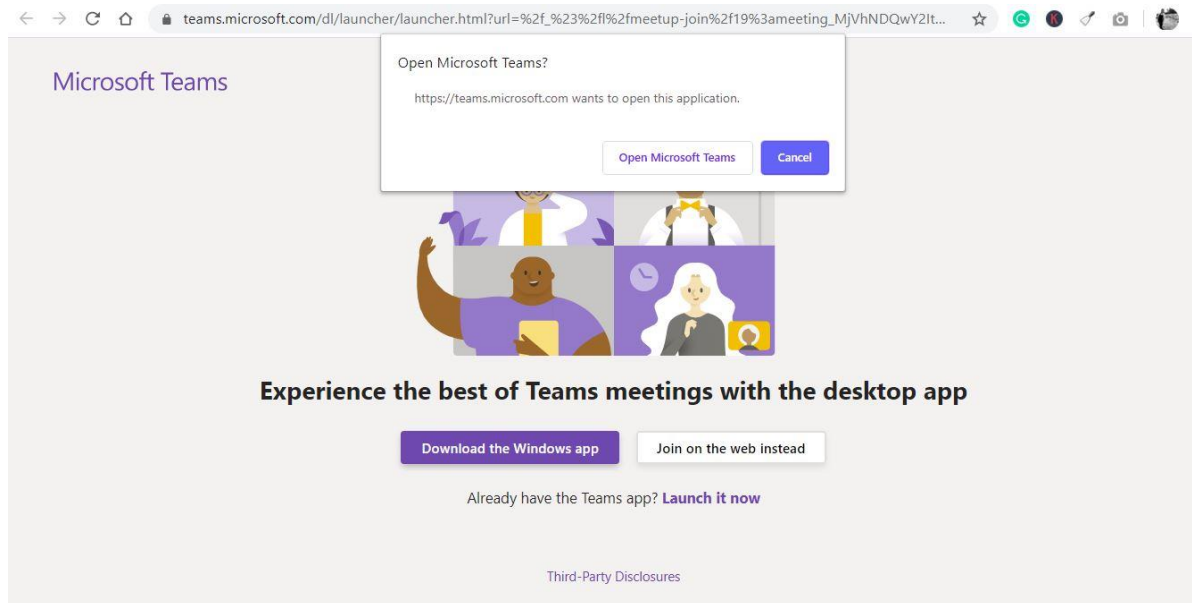 teams.microsoft.com/dl/launcher/launcher.html?url=%2f_%23%2fl%2fmeetup-join%2f19%3ameeting_MjVhNDQwY2It...
Microsoft Teams
Open Microsoft Teams?
https://teams.microsoft.com wants to open this application.
Open Microsoft Teams Cancel
Experience the best of Teams meetings with the desktop app
Download the Windows app Join on the web instead
Already have the Teams app? Launch it now
Third-Party Disclosures